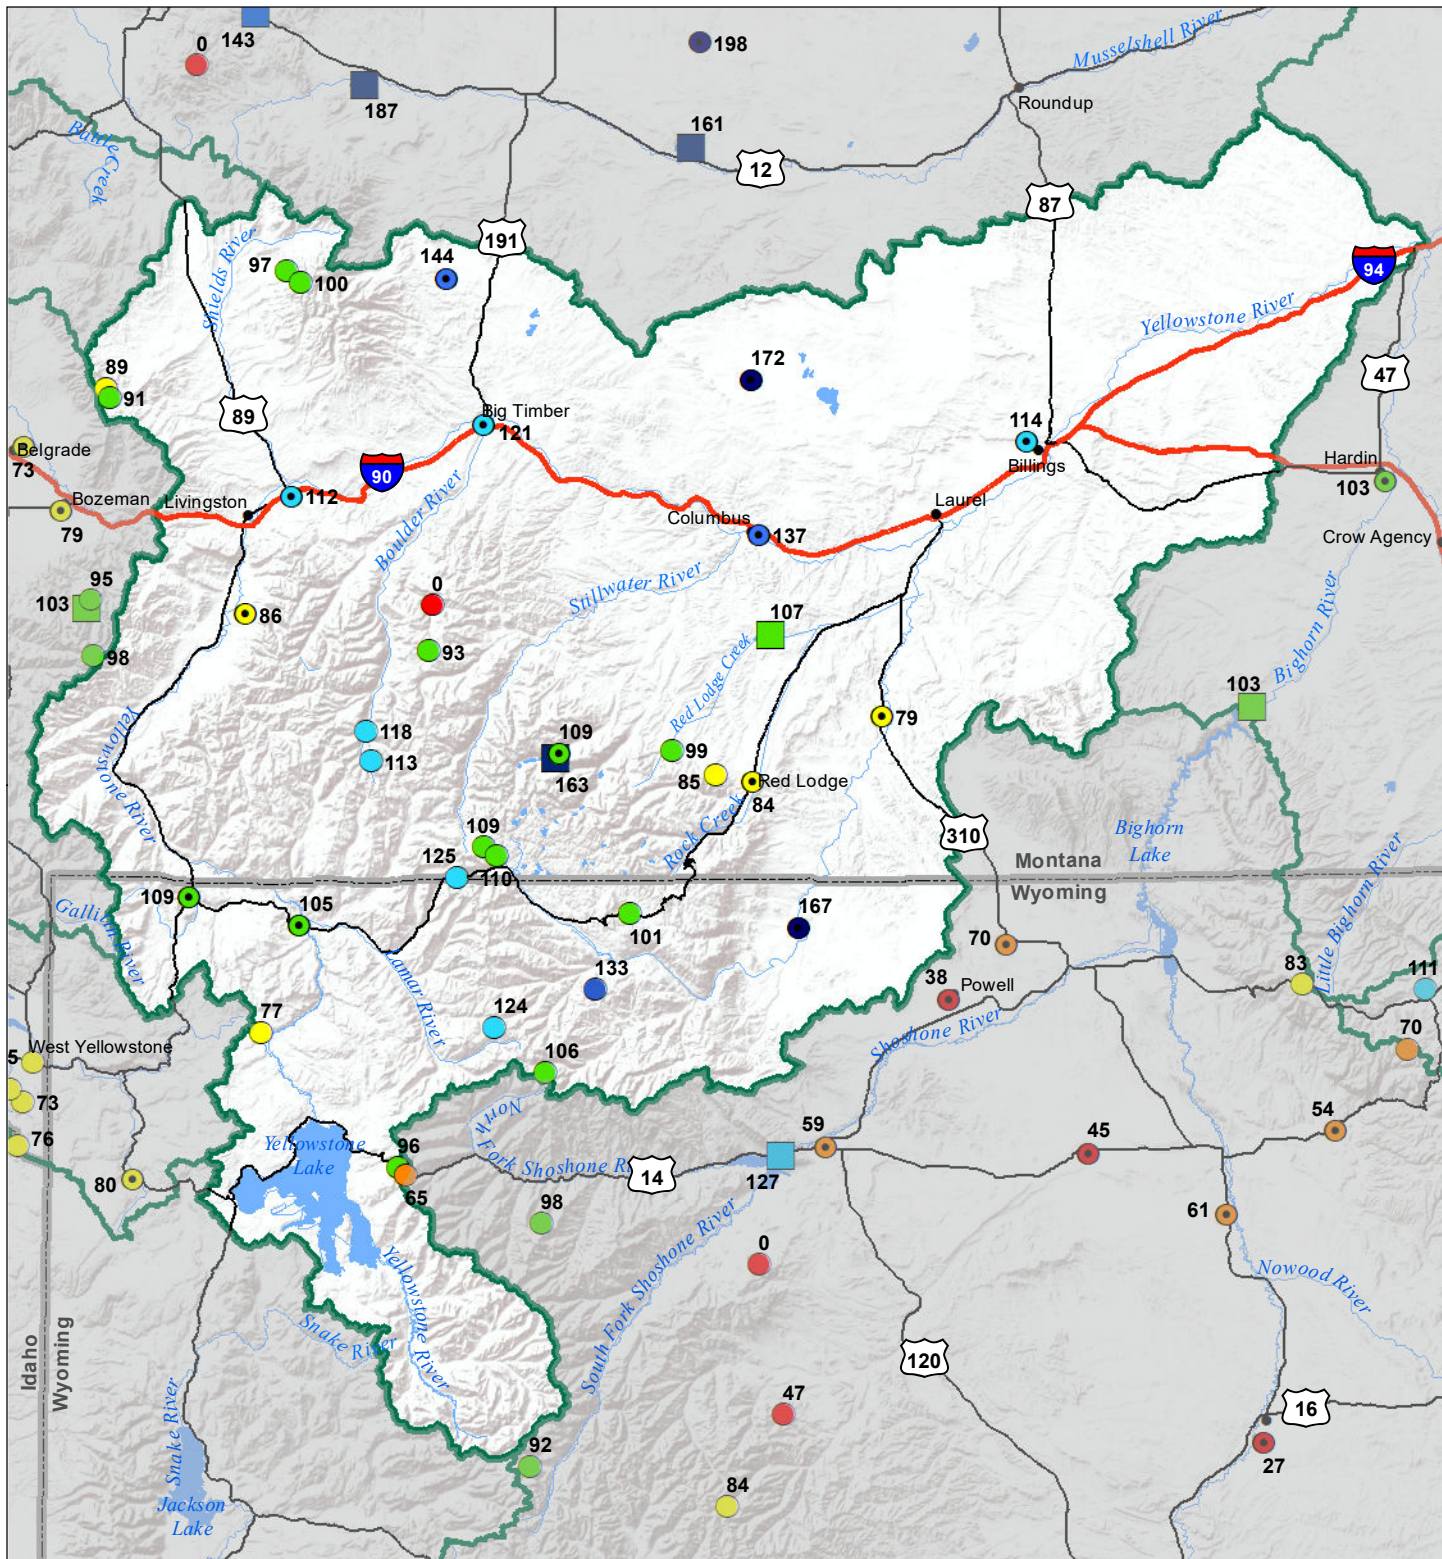 143
0
187
198
161
12
Musselshell River
Roundup
Battle Creek
87
191
Shields River
97
100
144
94
Yellowstone River
47
172
89
91
89
Big Timber
121
114
Billings
Hardin
103
Belgrade
73
Bozeman
79
Livingston
112
90
Boulder River
Columbus
137
Laurel
Crow Agency
Stillwater River
95
103
98
86
0
93
107
Red Lodge Creek
Bighorn River
103
79
Yellowstone River
118
113
109
163
99
85
84
Red Lodge
Rock Creek
310
Bighorn
Lake
Montana
Wyoming
Little Bighorn River
109
110
125
109
105
Gallitin River
Lamar River
101
133
124
106
167
70
38
Powell
Shoshone River
83
111
70
77
West Yellowstone
5
73
76
80
Yellowstone
Lake
96
65
North
Fork Shoshone R
14
127
59
45
54
61
98
0
South Fork Shoshone River
Yellowstone River
Snake River
Nowood River
120
16
27
47
84
92
Idaho
Wyoming
Snake River
Jackson
Lake